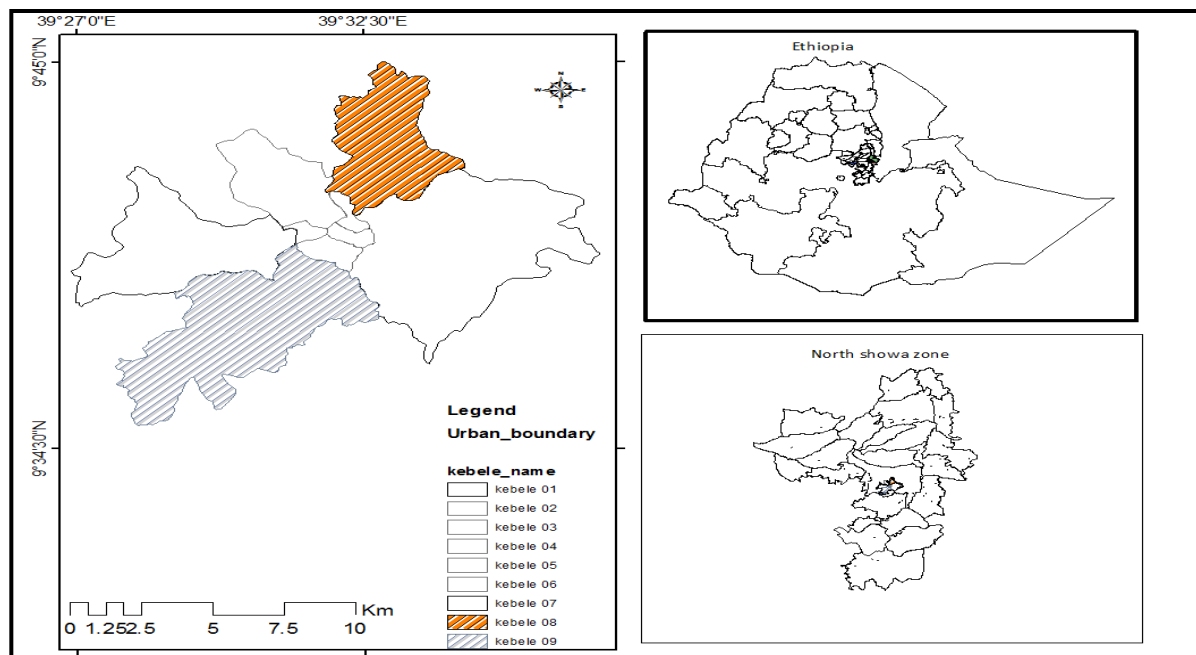 39°27'0"E
39°32'30"E
9°45'0"N
9°34'30"N
N
W E
S
Legend
Urban_boundary
kebele_name
kebele 01
kebele 02
kebele 03
kebele 04
kebele 05
kebele 06
kebele 07
kebele 08
kebele 09
Km
0 1.25 2.5 5 7.5 10
Ethiopia
North showa zone